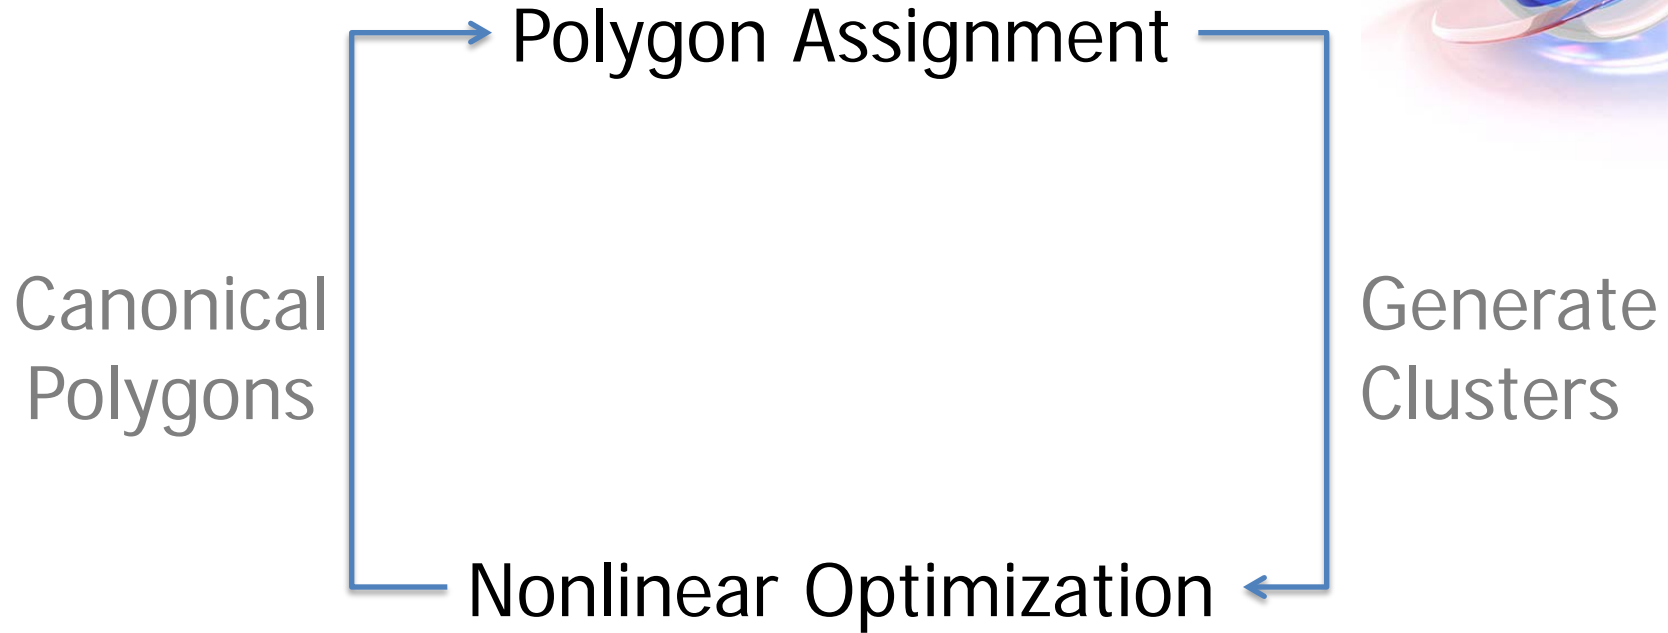 Polygon Assignment
Canonical
Polygons
Generate
Clusters
Nonlinear Optimization